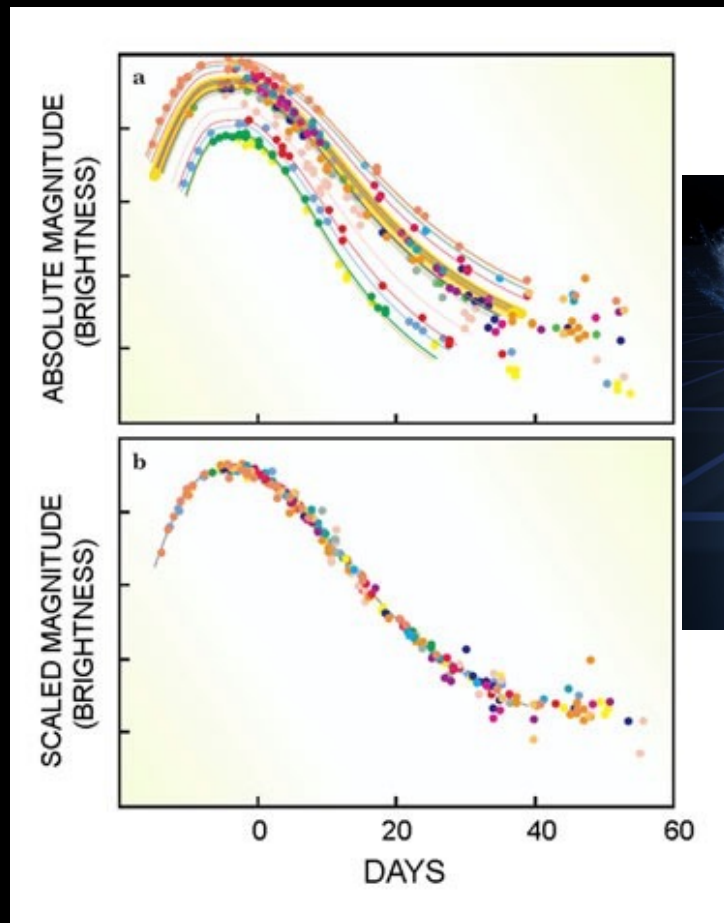 a
ABSOLUTE MAGNITUDE
(BRIGHTNESS)
b
SCALED MAGNITUDE
(BRIGHTNESS)
0
20
40
60
DAYS